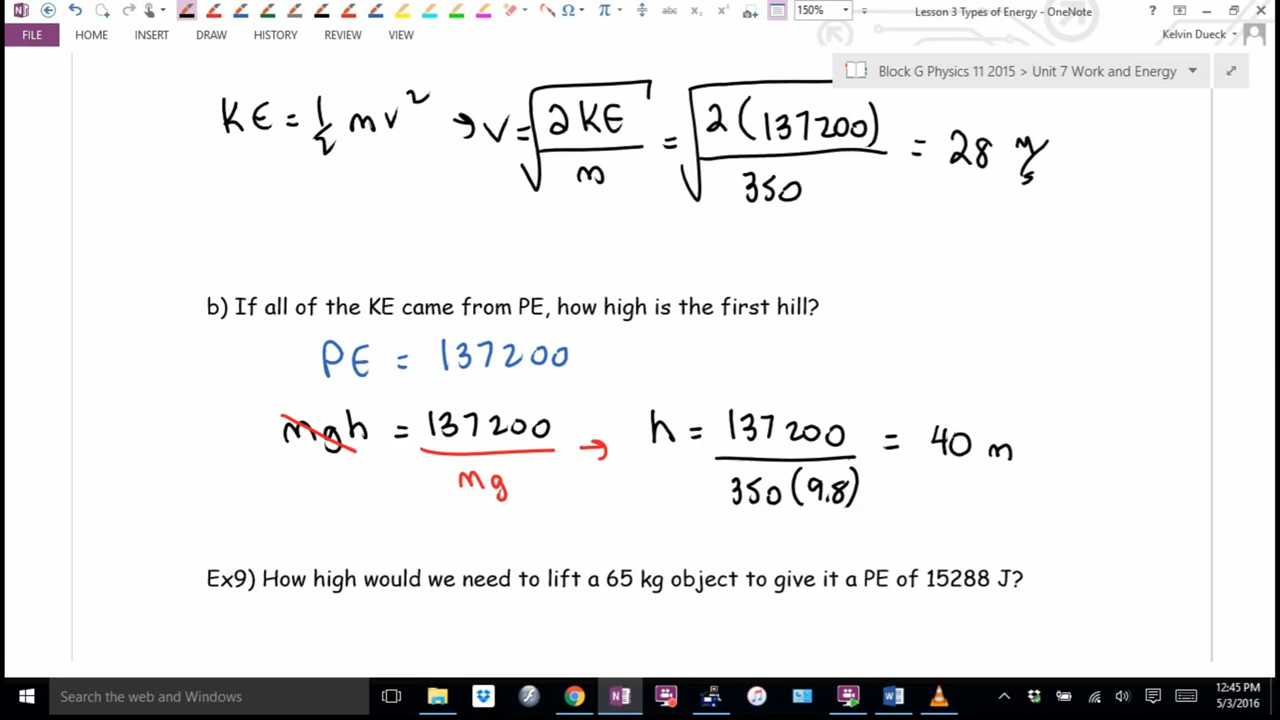 150% Lesson 3 Types of Energy - OneNote
FILE HOME INSERT DRAW HISTORY REVIEW VIEW Kelvin Dueck
Block G Physics 11 2015 > Unit 7 Work and Energy
KE = 1/2 mv² → v = √(2KE/m) = √(2(137200)/350) = 28 m/s
b) If all of the KE came from PE, how high is the first hill?
PE = 137200
mgh = 137200/mg → h = 137200/350(9.8) = 40 m
Ex9) How high would we need to lift a 65 kg object to give it a PE of 15288 J?
Search the web and Windows
12:45 PM
5/3/2016